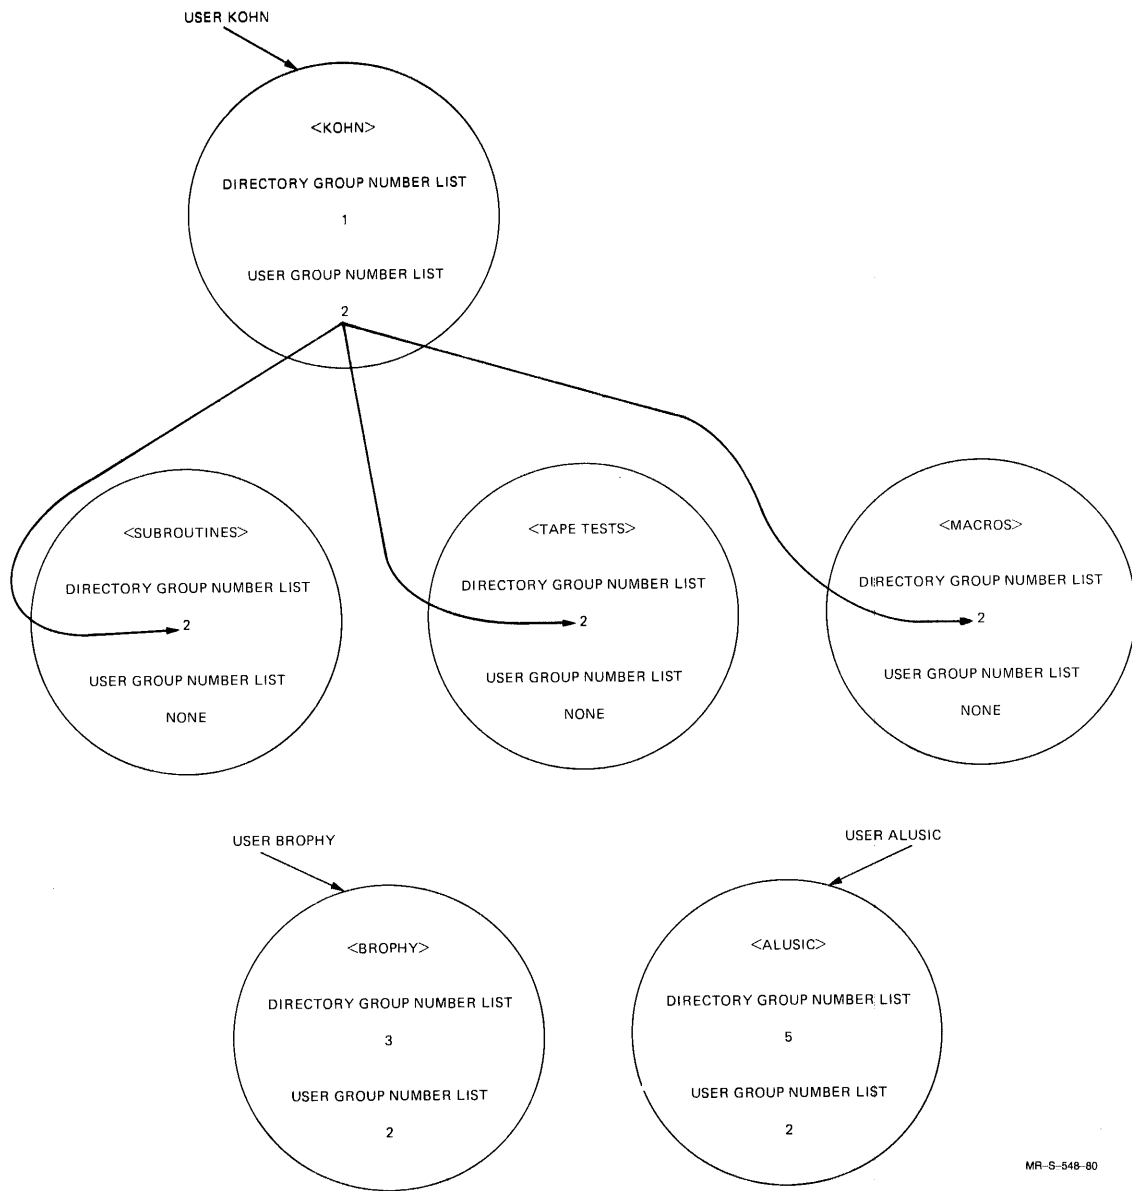 USER KOHN
<KOHN>
DIRECTORY GROUP NUMBER LIST
1
USER GROUP NUMBER LIST
2
<SUBROUTINES>
DIRECTORY GROUP NUMBER LIST
2
USER GROUP NUMBER LIST
NONE
<TAPE TESTS>
DIRECTORY GROUP NUMBER LIST
2
USER GROUP NUMBER LIST
NONE
<MACROS>
DIRECTORY GROUP NUMBER LIST
2
USER GROUP NUMBER LIST
NONE
USER BROPHY
<BROPHY>
DIRECTORY GROUP NUMBER LIST
3
USER GROUP NUMBER LIST
2
USER ALUSIC
<ALUSIC>
DIRECTORY GROUP NUMBER LIST
5
USER GROUP NUMBER LIST
2
MR-S-548-80